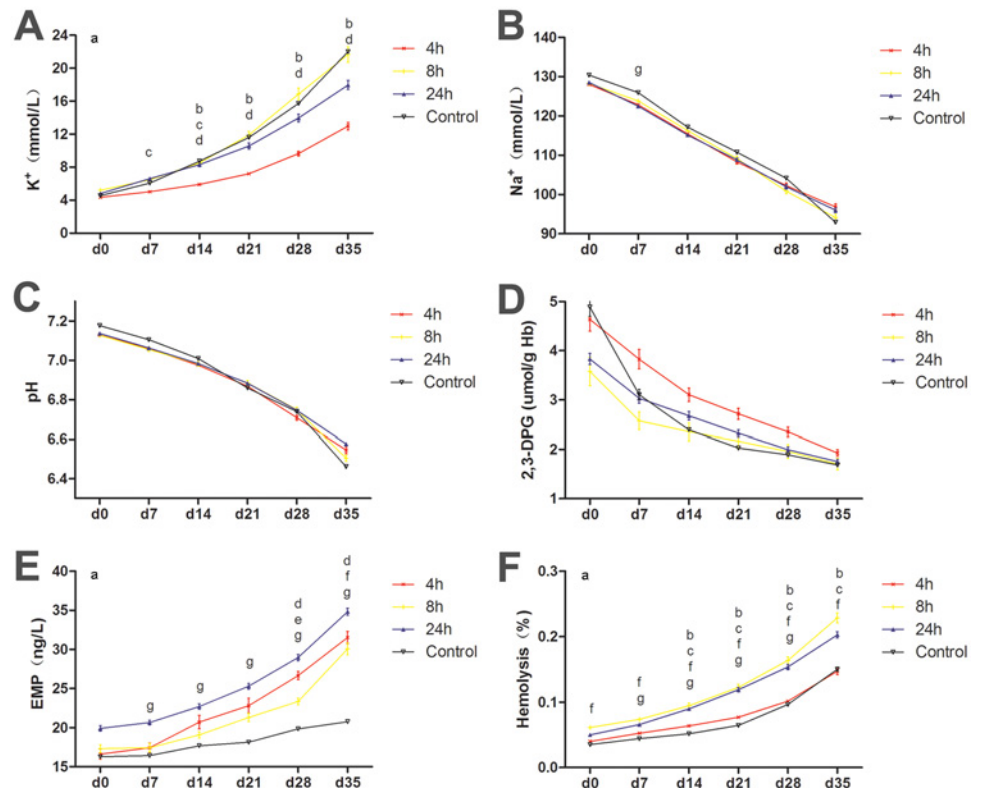 A
a
K⁺ (mmol/L)
24
20
16
12
8
4
0
c
b
c
d
b
d
b
d
b
d
d0 d7 d14 d21 d28 d35
4h
8h
24h
Control
B
Na⁺ (mmol/L)
140
130
120
110
100
90
g
d0 d7 d14 d21 d28 d35
4h
8h
24h
Control
C
pH
7.2
7.0
6.8
6.6
6.4
d0 d7 d14 d21 d28 d35
4h
8h
24h
Control
D
2,3-DPG (umol/g Hb)
5
4
3
2
1
d0 d7 d14 d21 d28 d35
4h
8h
24h
Control
E
a
EMP (ng/L)
40
35
30
25
20
15
g
g
g
d
e
g
d
f
g
d0 d7 d14 d21 d28 d35
4h
8h
24h
Control
F
a
Hemolysis (%)
0.3
0.2
0.1
0.0
f
f
g
b
c
f
g
b
c
f
g
b
c
f
g
b
c
f
d0 d7 d14 d21 d28 d35
4h
8h
24h
Control